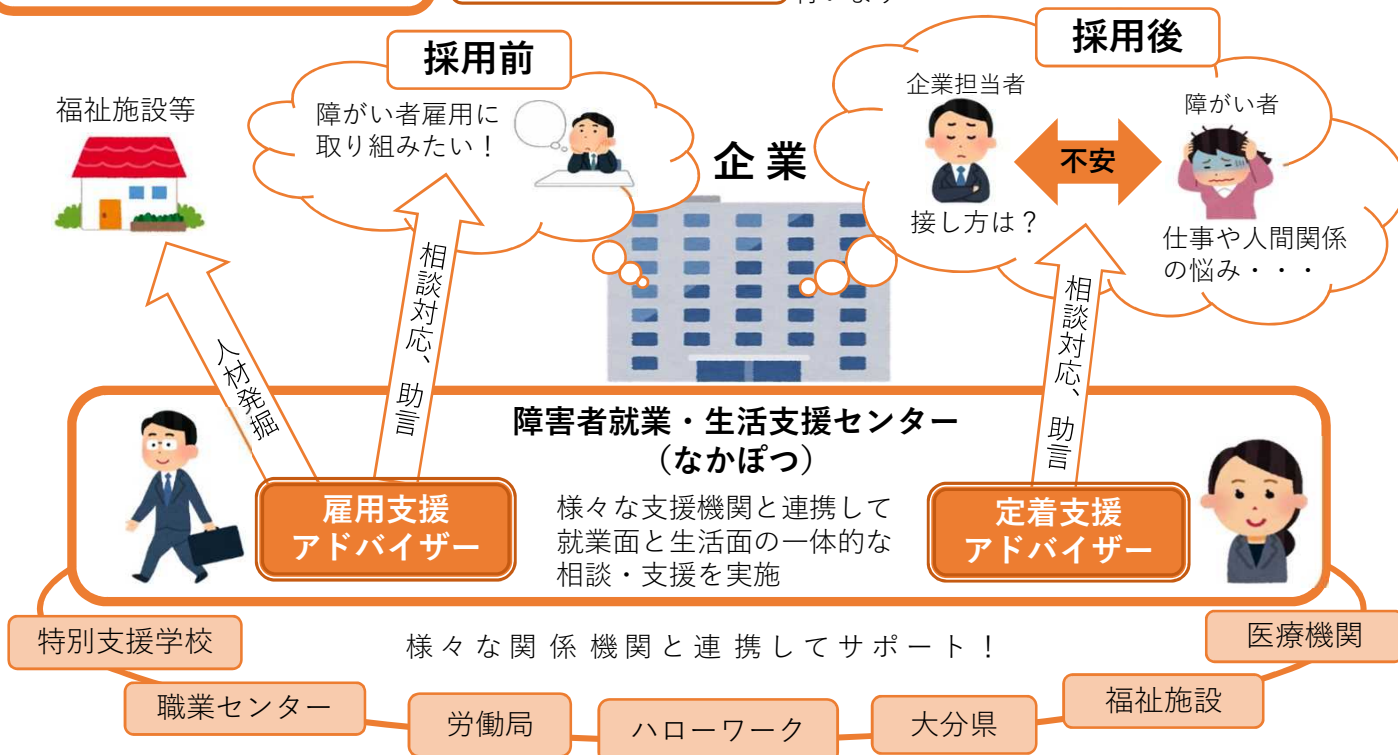 採用前
採用後
福祉施設等
障がい者雇用に
取り組みたい！
企業
企業担当者
障がい者
不安
接し方は？
仕事や人間関係
の悩み・・・
人材発掘
相談対応、助言
相談対応、助言
障害者就業・生活支援センター
（なかぽつ）
雇用支援
アドバイザー
様々な支援機関と連携して
就業面と生活面の一体的な
相談・支援を実施
定着支援
アドバイザー
特別支援学校
様々な関係機関と連携してサポート！
医療機関
職業センター
労働局
ハローワーク
大分県
福祉施設